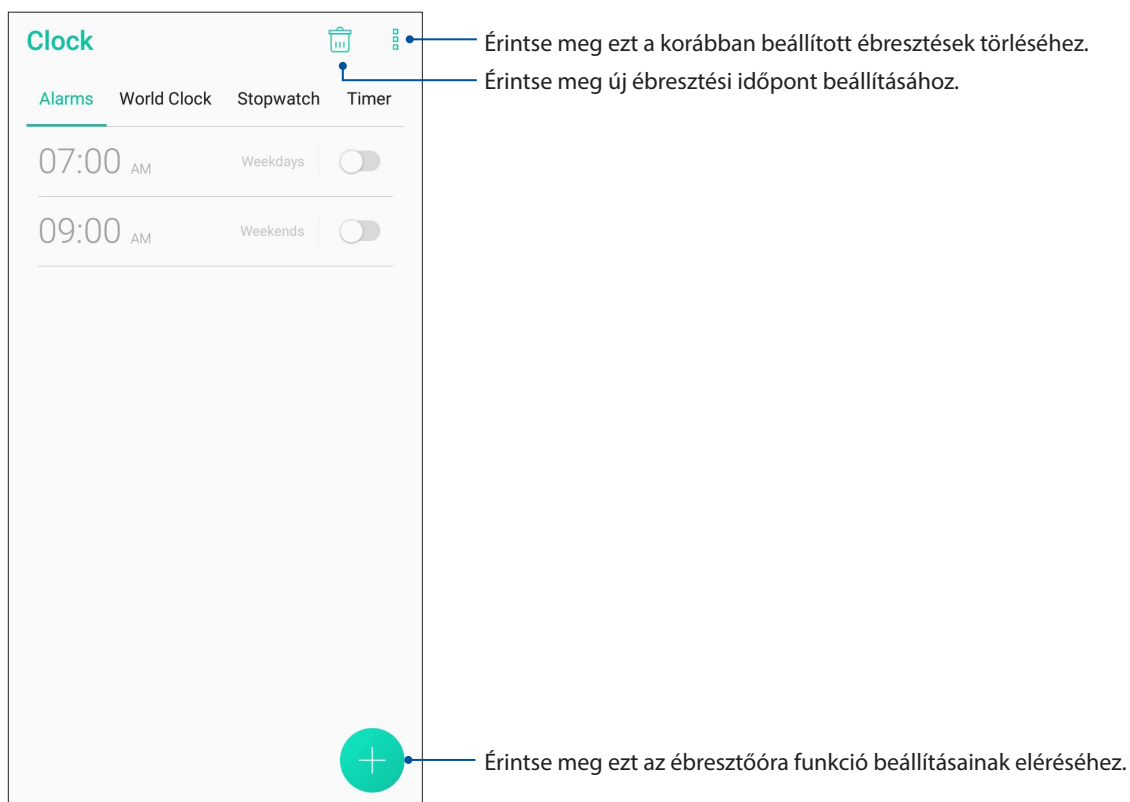 Clock
Érintse meg ezt a korábban beállított ébresztések törléséhez.
Érintse meg új ébresztési időpont beállításához.
Alarms World Clock Stopwatch Timer
07:00 AM Weekdays
09:00 AM Weekends
Érintse meg ezt az ébresztőóra funkció beállításainak eléréséhez.